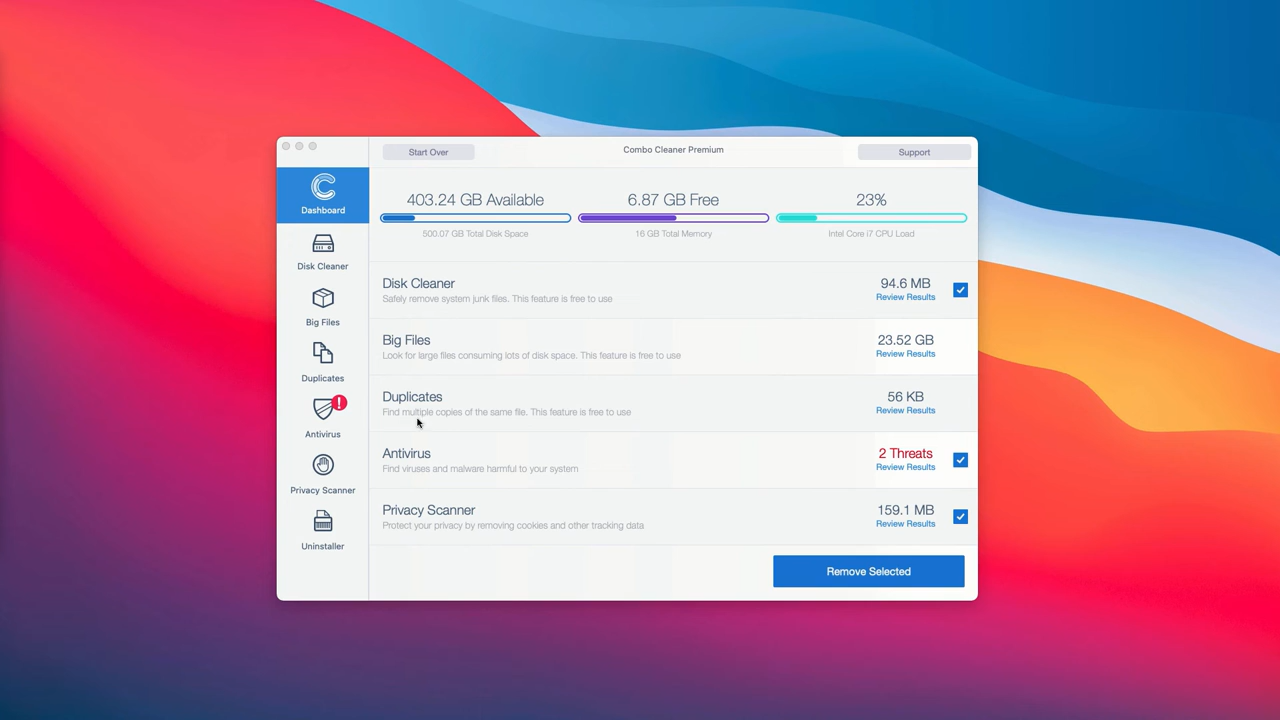 Start Over
Combo Cleaner Premium
Support
Dashboard
Disk Cleaner
Big Files
Duplicates
Antivirus
Privacy Scanner
Uninstaller
403.24 GB Available
500.07 GB Total Disk Space
6.87 GB Free
16 GB Total Memory
23%
Intel Core i7 CPU Load
Disk Cleaner
Safely remove system junk files. This feature is free to use
94.6 MB
Review Results
Big Files
Look for large files consuming lots of disk space. This feature is free to use
23.52 GB
Review Results
Duplicates
Find multiple copies of the same file. This feature is free to use
56 KB
Review Results
Antivirus
Find viruses and malware harmful to your system
2 Threats
Review Results
Privacy Scanner
Protect your privacy by removing cookies and other tracking data
159.1 MB
Review Results
Remove Selected